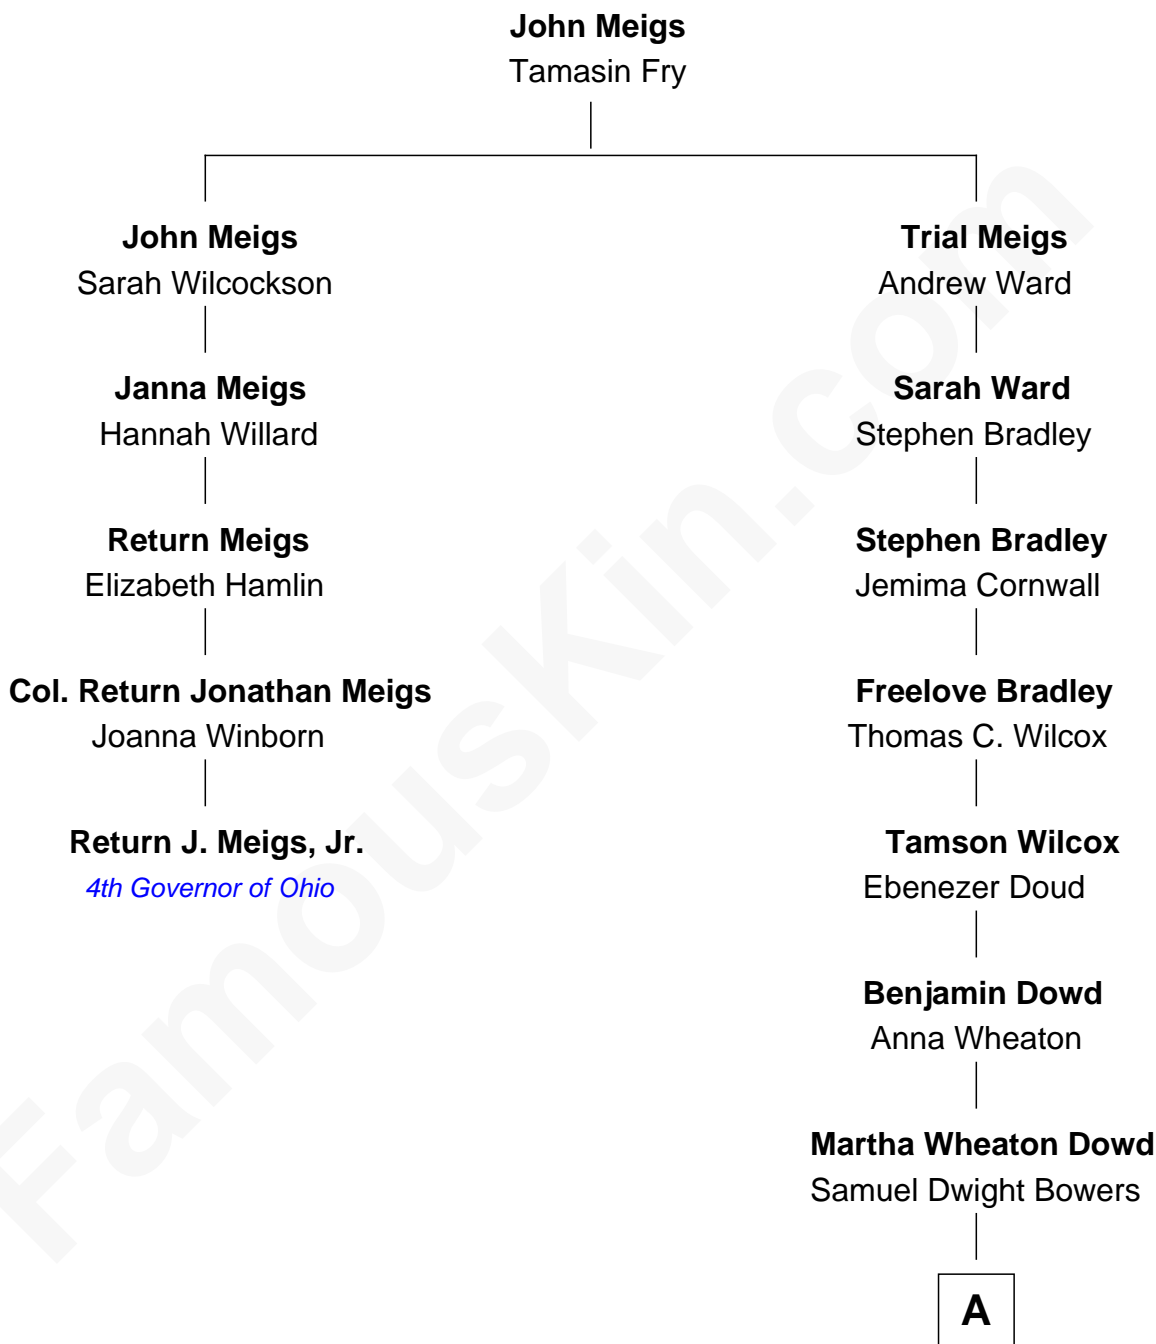 John Meigs
Tamasin Fry
John Meigs
Sarah Wilcockson
Trial Meigs
Andrew Ward
Janna Meigs
Hannah Willard
Sarah Ward
Stephen Bradley
Return Meigs
Elizabeth Hamlin
Stephen Bradley
Jemima Cornwall
Col. Return Jonathan Meigs
Joanna Winborn
Freelove Bradley
Thomas C. Wilcox
Return J. Meigs, Jr.
4th Governor of Ohio
Tamson Wilcox
Ebenezer Doud
Benjamin Dowd
Anna Wheaton
Martha Wheaton Dowd
Samuel Dwight Bowers
A
FamousKin.com